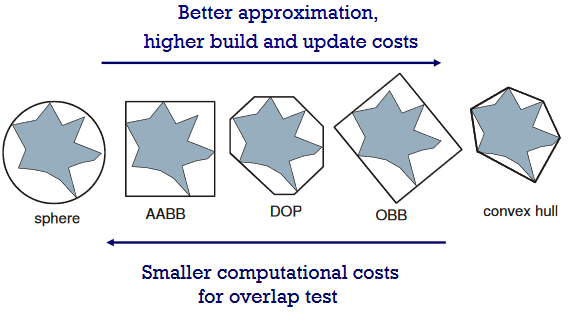 Better approximation,
higher build and update costs
sphere
AABB
DOP
OBB
convex hull
Smaller computational costs
for overlap test